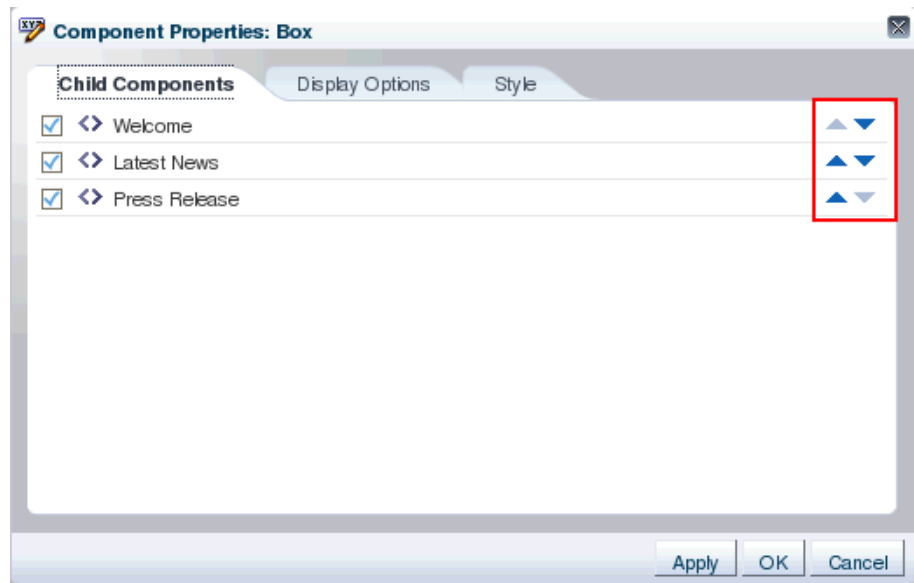 Component Properties: Box
Child Components Display Options Style
Welcome
Latest News
Press Release
Apply OK Cancel